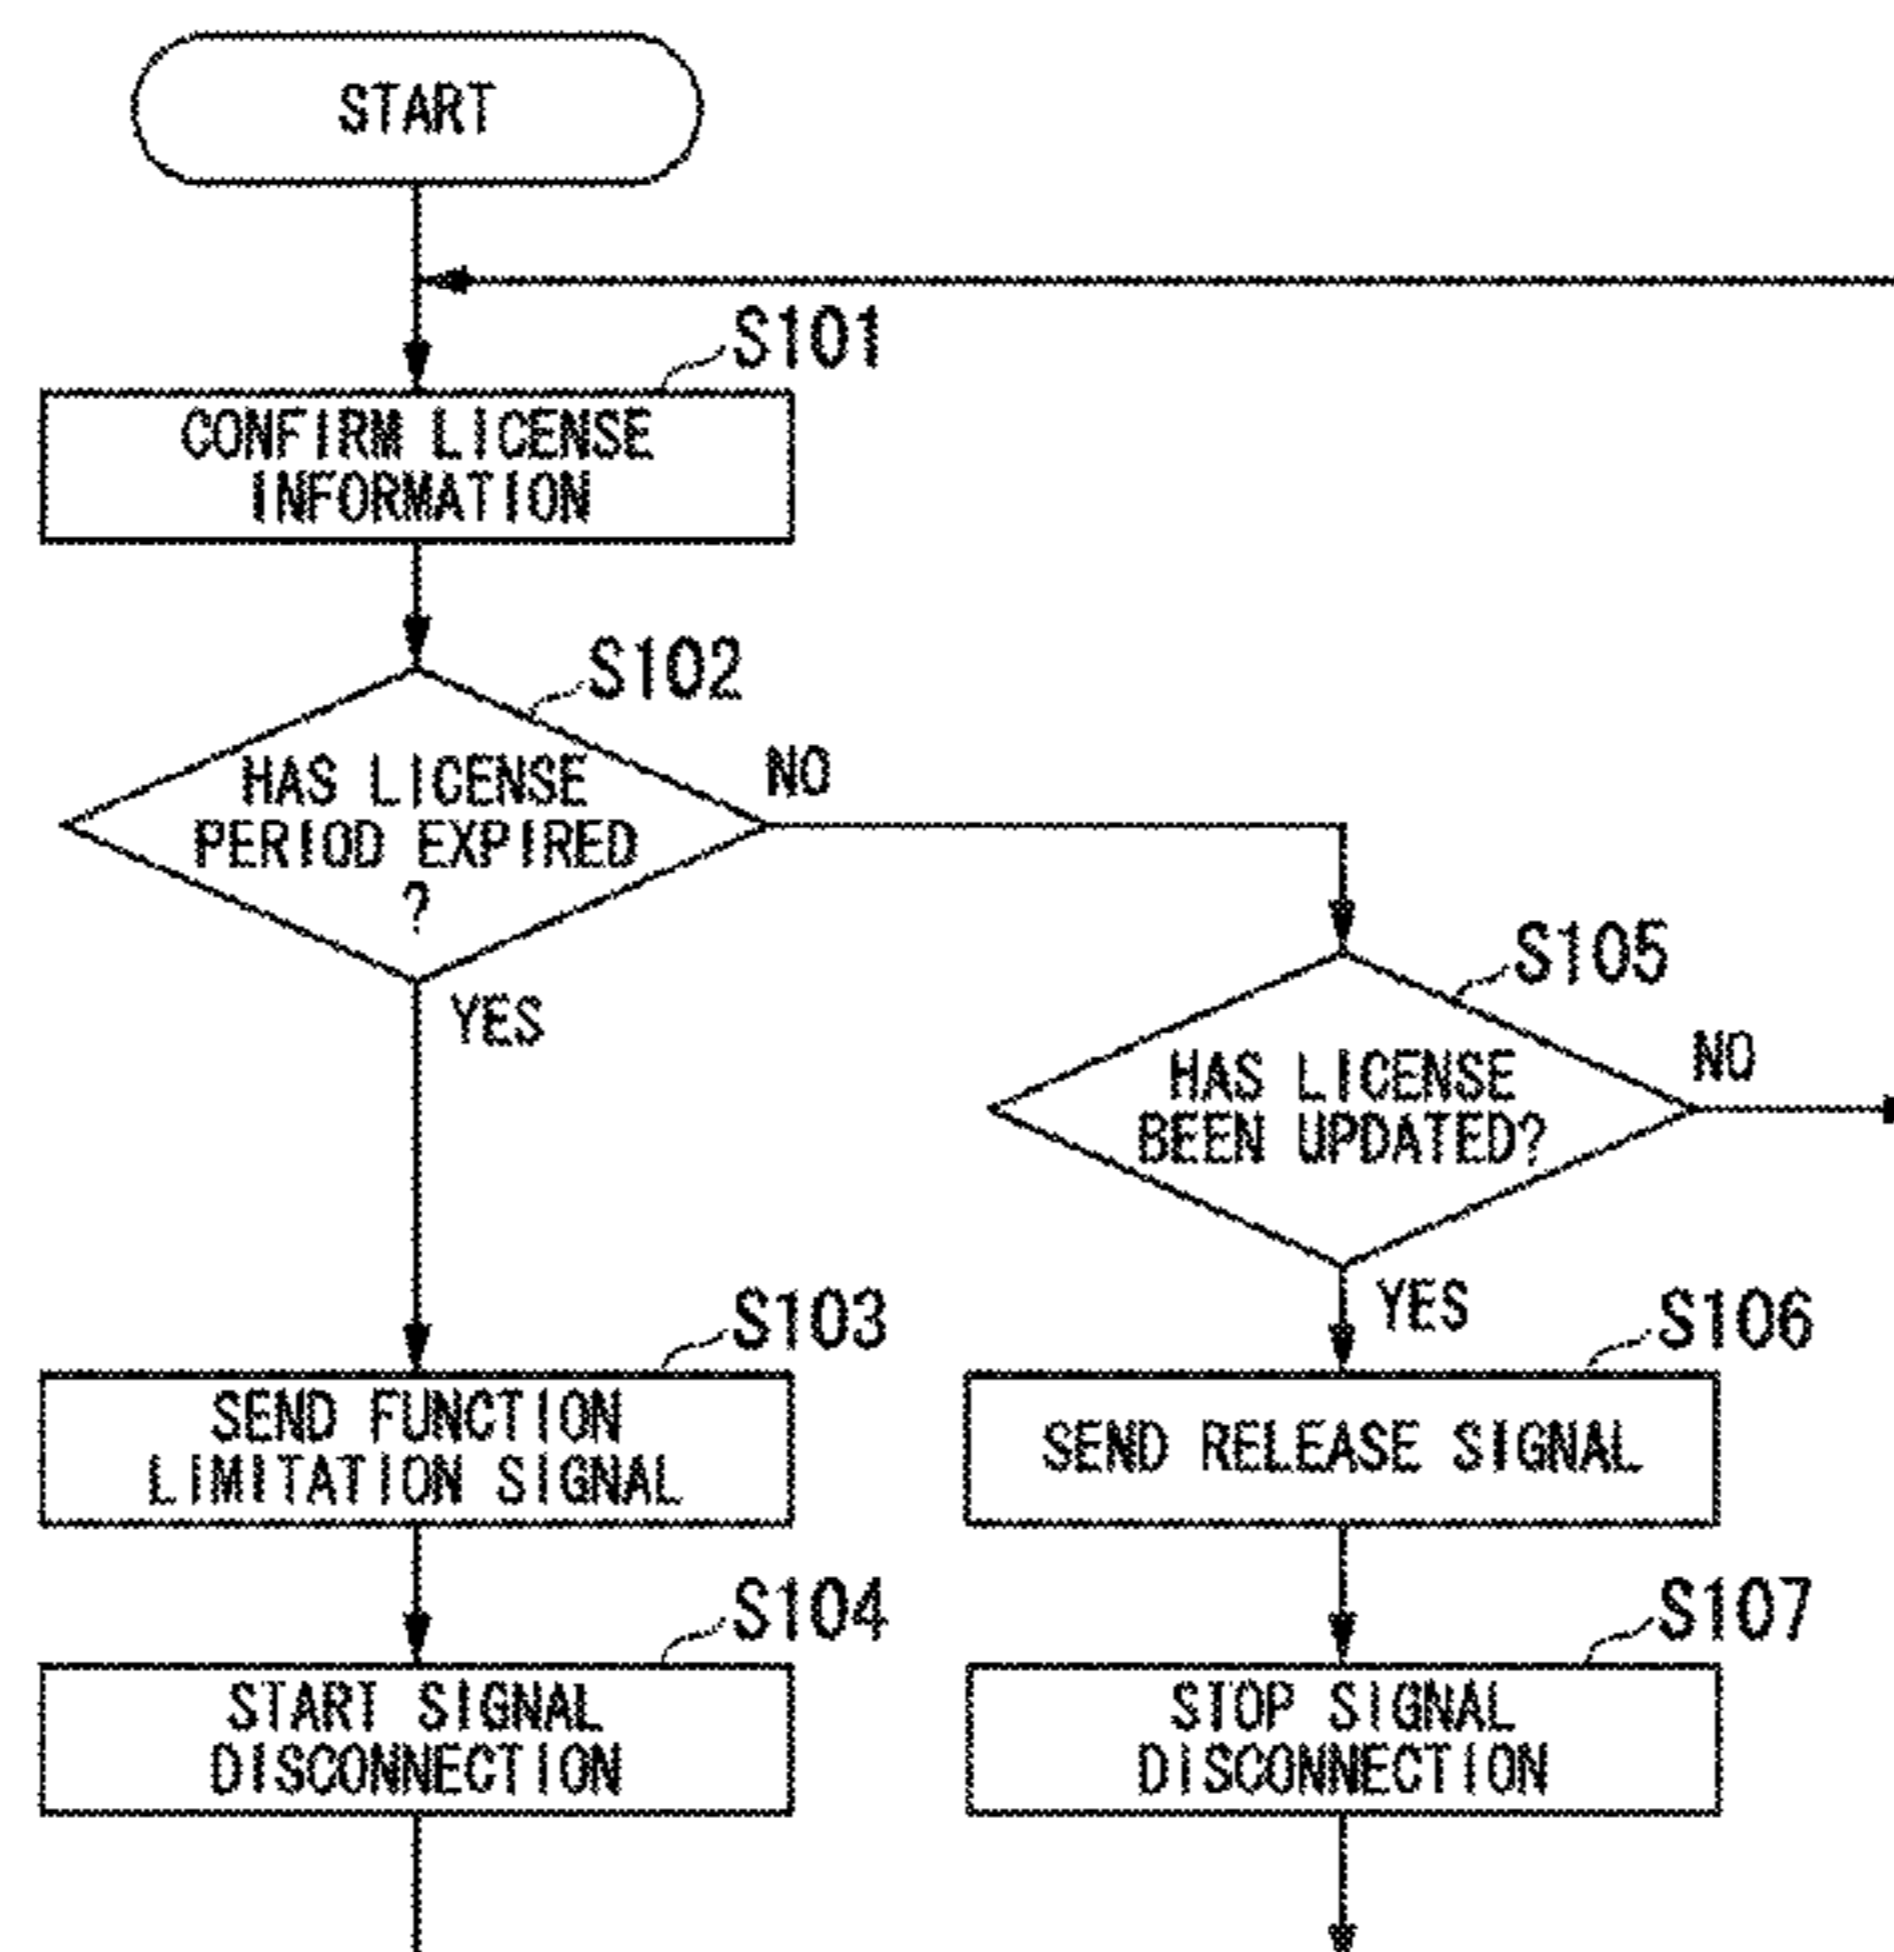 START
S101
CONFIRM LICENSE
INFORMATION
S102
HAS LICENSE
PERIOD EXPIRED
?
NO
YES
S105
HAS LICENSE
BEEN UPDATED?
NO
YES
S103
SEND FUNCTION
LIMITATION SIGNAL
S106
SEND RELEASE SIGNAL
S104
START SIGNAL
DISCONNECTION
S107
STOP SIGNAL
DISCONNECTION